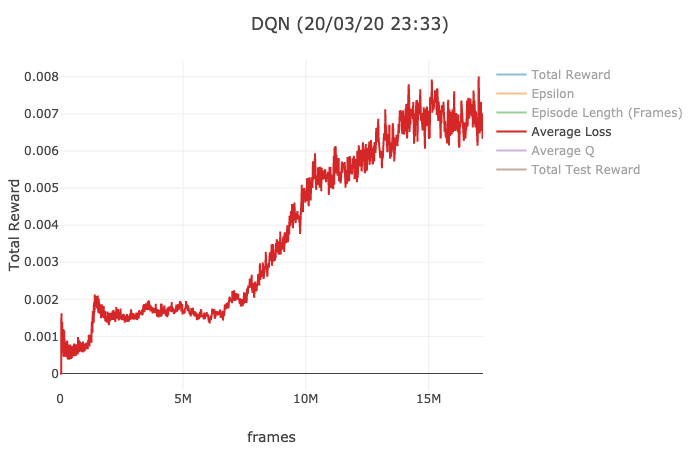 DQN (20/03/20 23:33)
Total Reward
0.008
0.007
0.006
0.005
0.004
0.003
0.002
0.001
0
0
5M
10M
15M
frames
Total Reward
Epsilon
Episode Length (Frames)
Average Loss
Average Q
Total Test Reward